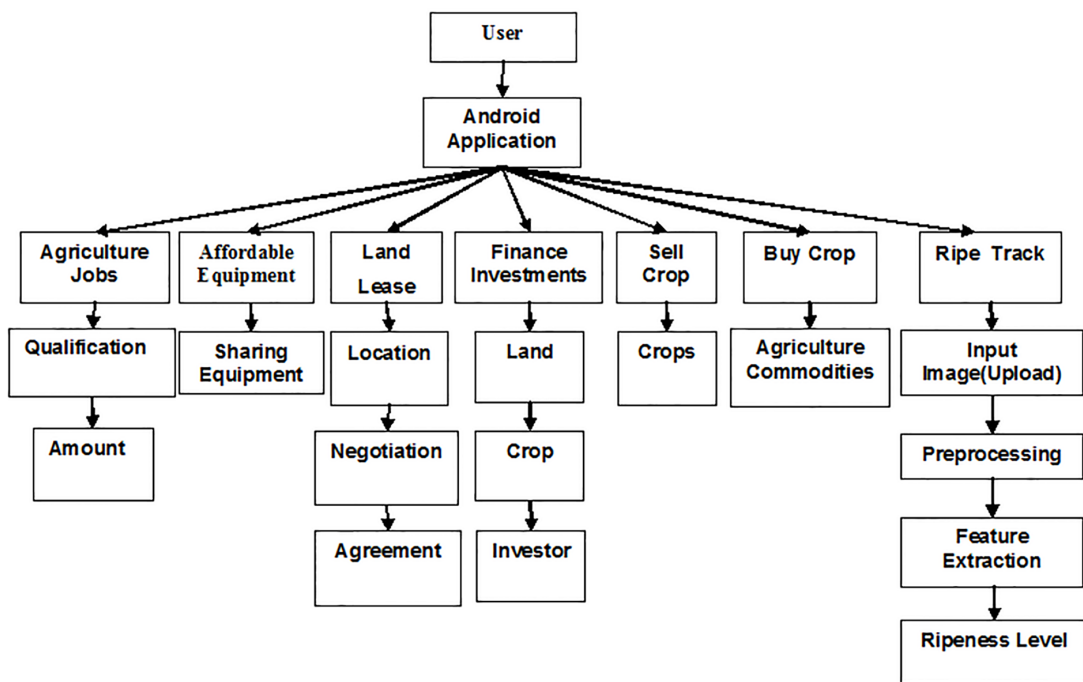 User
Android
Application
Agriculture
Jobs
Affordable
Equipment
Land
Lease
Finance
Investments
Sell
Crop
Buy Crop
Ripe Track
Qualification
Sharing
Equipment
Location
Land
Crops
Agriculture
Commodities
Input
Image(Upload)
Amount
Negotiation
Crop
Preprocessing
Agreement
Investor
Feature
Extraction
Ripeness Level